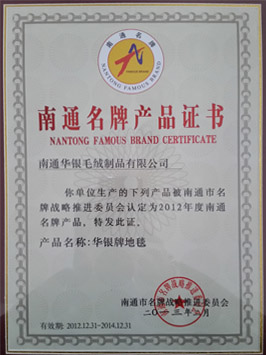 南通名牌
NANTONG FAMOUS BRAND
南通名牌产品证书
NANTONG FAMOUS BRAND CERTIFICATE
南通华银毛绒制品有限公司
你单位生产的下列产品被南通市名
牌战略推进委员会认定为2012年度南通
名牌产品，特发此证。
产品名称:华银牌地毯
南通市名牌战略推进委员会
二〇一三年二月
有效期: 2012.12.31-2014.12.31